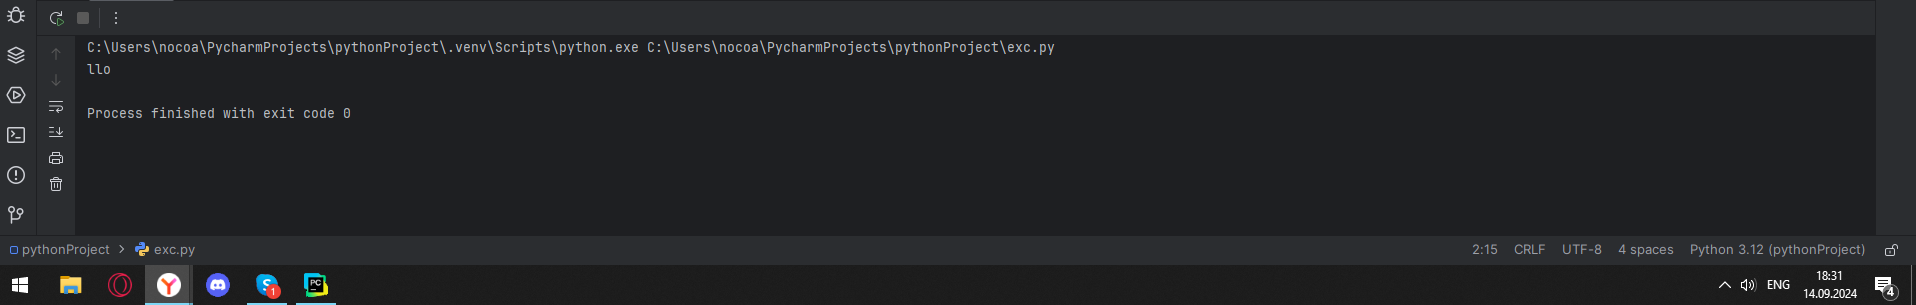 C:\Users\nocoa\PycharmProjects\pythonProject\.venv\Scripts\python.exe C:\Users\nocoa\PycharmProjects\pythonProject\exc.py
llo
Process finished with exit code 0
pythonProject > exc.py
2:15 CRLF UTF-8 4 spaces Python 3.12 (pythonProject)
Y S 1 PC
ENG 18:31 4
14.09.2024